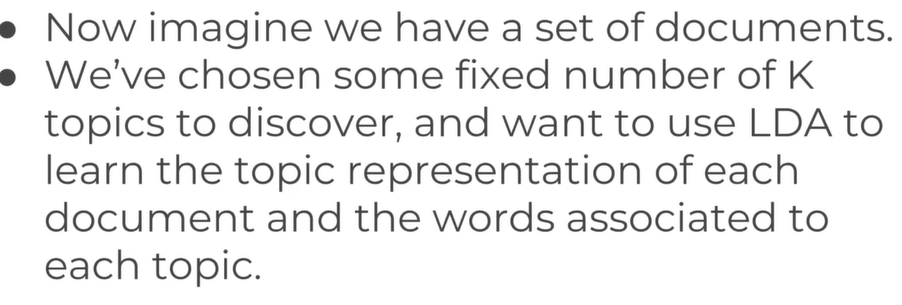 ● Now imagine we have a set of documents.
● We’ve chosen some fixed number of K
topics to discover, and want to use LDA to
learn the topic representation of each
document and the words associated to
each topic.